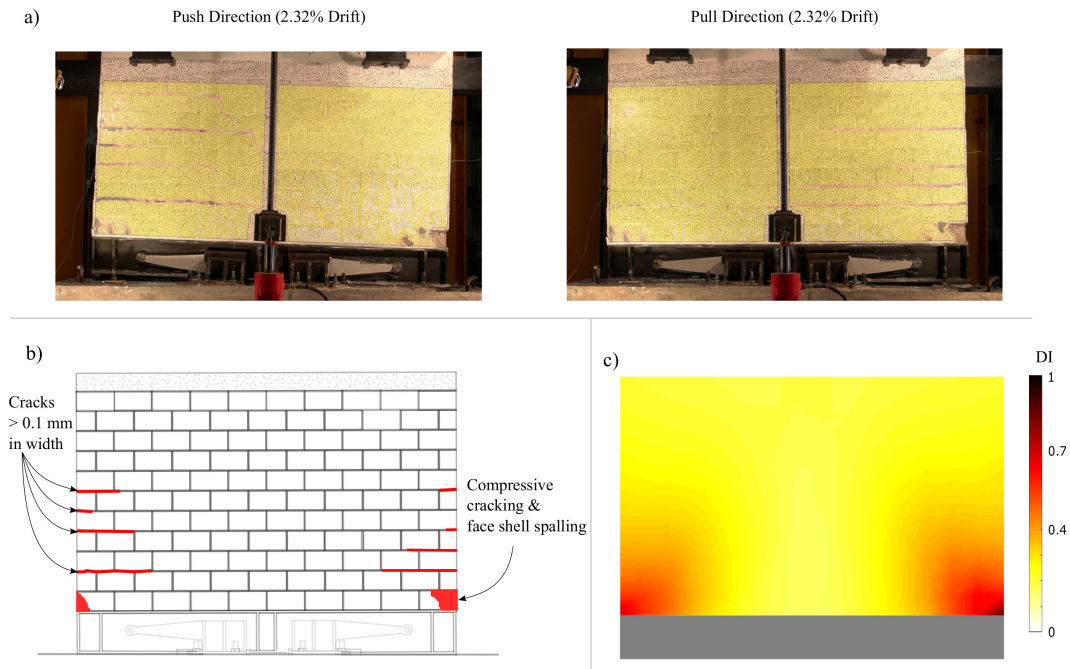 a)
Push Direction (2.32% Drift)
Pull Direction (2.32% Drift)
b)
Cracks
> 0.1 mm
in width
Compressive
cracking &
face shell spalling
c)
DI
1
0.7
0.4
0